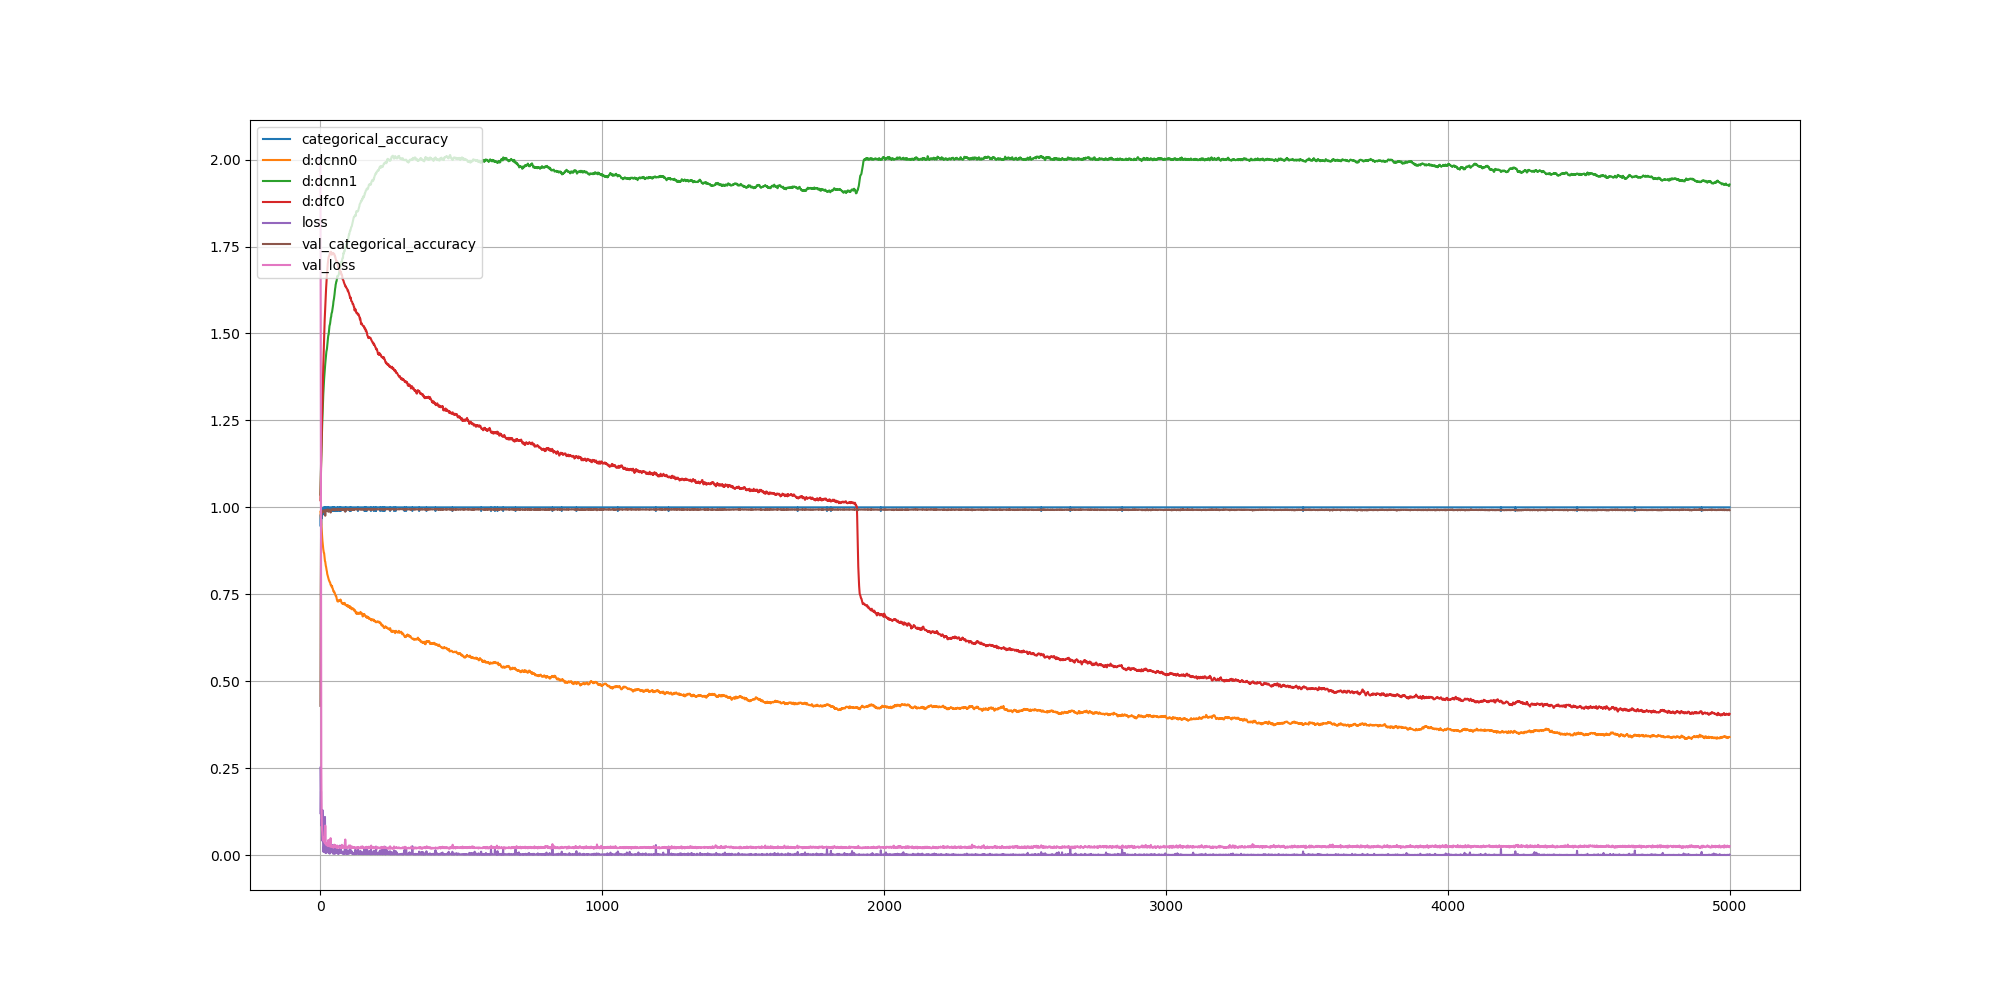 categorical_accuracy
d:dcnn0
d:dcnn1
d:dfc0
loss
val_categorical_accuracy
val_loss
2.00
1.75
1.50
1.25
1.00
0.75
0.50
0.25
0.00
0 1000 2000 3000 4000 5000